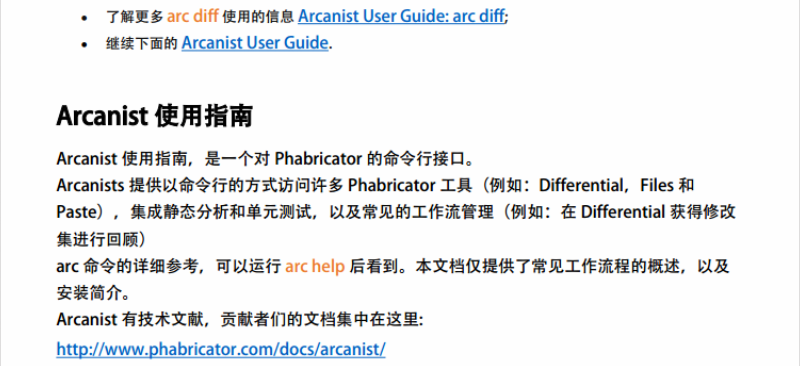 • 了解更多 arc diff 使用的信息 Arcanist User Guide: arc diff;
• 继续下面的 Arcanist User Guide.
Arcanist 使用指南
Arcanist 使用指南，是一个对 Phabricator 的命令行接口。
Arcanists 提供以命令行的方式访问许多 Phabricator 工具（例如：Differential，Files 和
Paste），集成静态分析和单元测试，以及常见的工作流管理（例如：在 Differential 获得修改
集进行回顾）
arc 命令的详细参考，可以运行 arc help 后看到。本文档仅提供了常见工作流程的概述，以及
安装简介。
Arcanist 有技术文献，贡献者们的文档集中在这里:
http://www.phabricator.com/docs/arcanist/